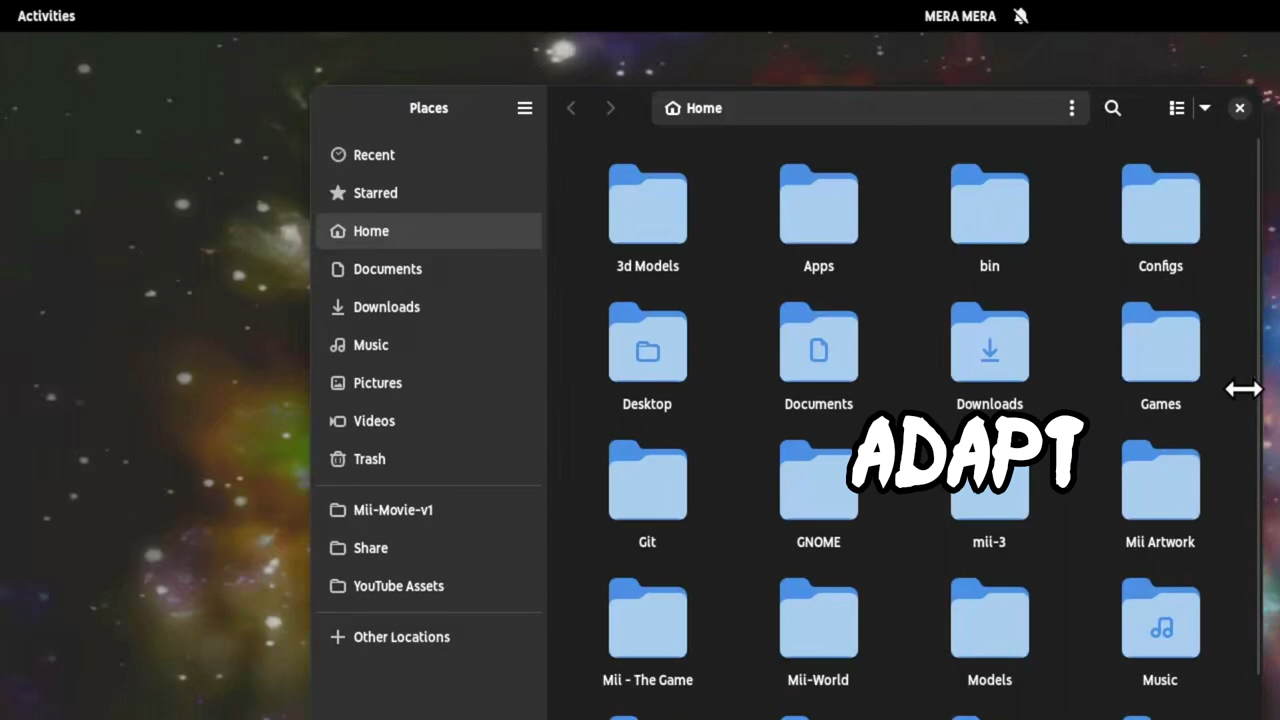 Activities
MERA MERA
Places
Home
Recent
Starred
Home
Documents
Downloads
Music
Pictures
Videos
Trash
Mii-Movie-v1
Share
YouTube Assets
Other Locations
3d Models
Apps
bin
Configs
Desktop
Documents
Downloads
Games
ADAPT
Git
GNOME
mii-3
Mii Artwork
Mii - The Game
Mii-World
Models
Music